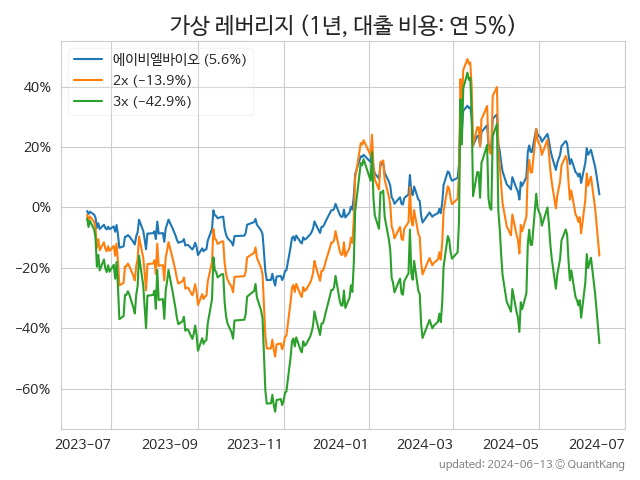 가상 레버리지 (1년, 대출 비용: 연 5%)
에이비엘바이오 (5.6%)
2x (−13.9%)
3x (−42.9%)
40%
20%
0%
−20%
−40%
−60%
2023-07 2023-09 2023-11 2024-01 2024-03 2024-05 2024-07
updated: 2024-06-13 © QuantKang